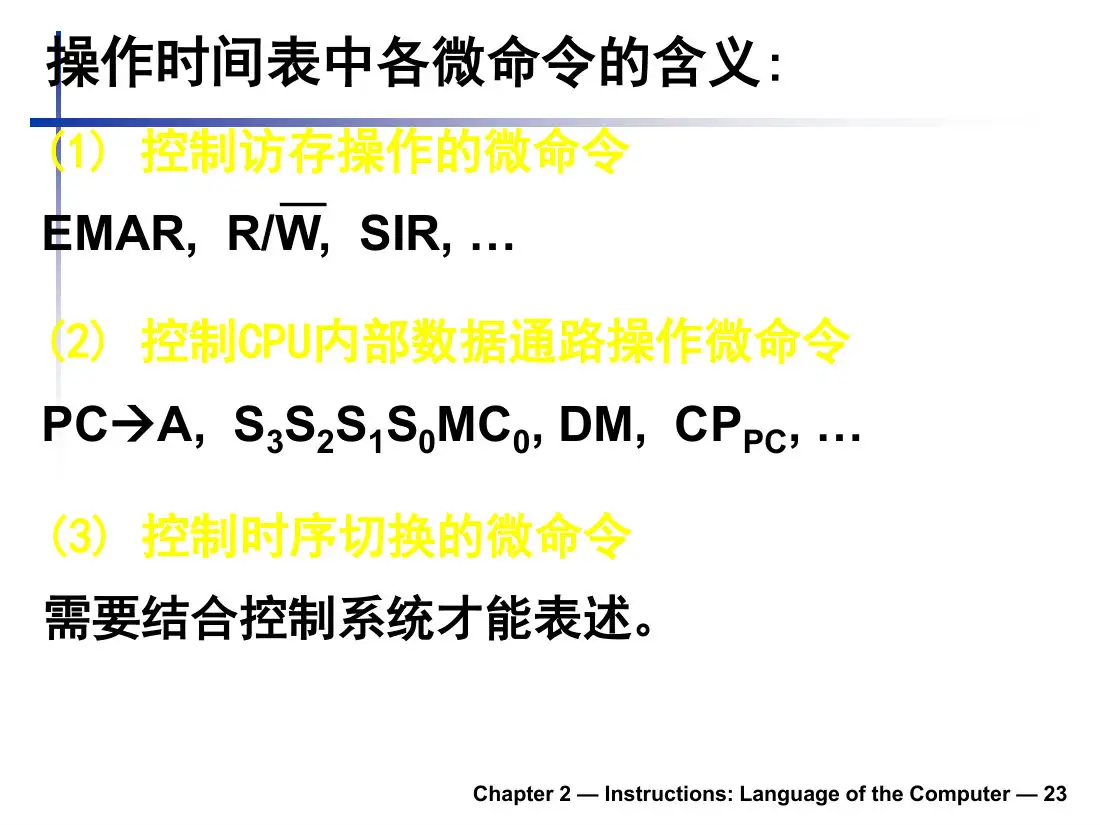 操作时间表中各微命令的含义:
(1) 控制访存操作的微命令
EMAR, R/W̅, SIR, …
(2) 控制CPU内部数据通路操作微命令
PC→A, S₃S₂S₁S₀MC₀, DM, CP_PC, …
(3) 控制时序切换的微命令
需要结合控制系统才能表述。
Chapter 2 — Instructions: Language of the Computer — 23